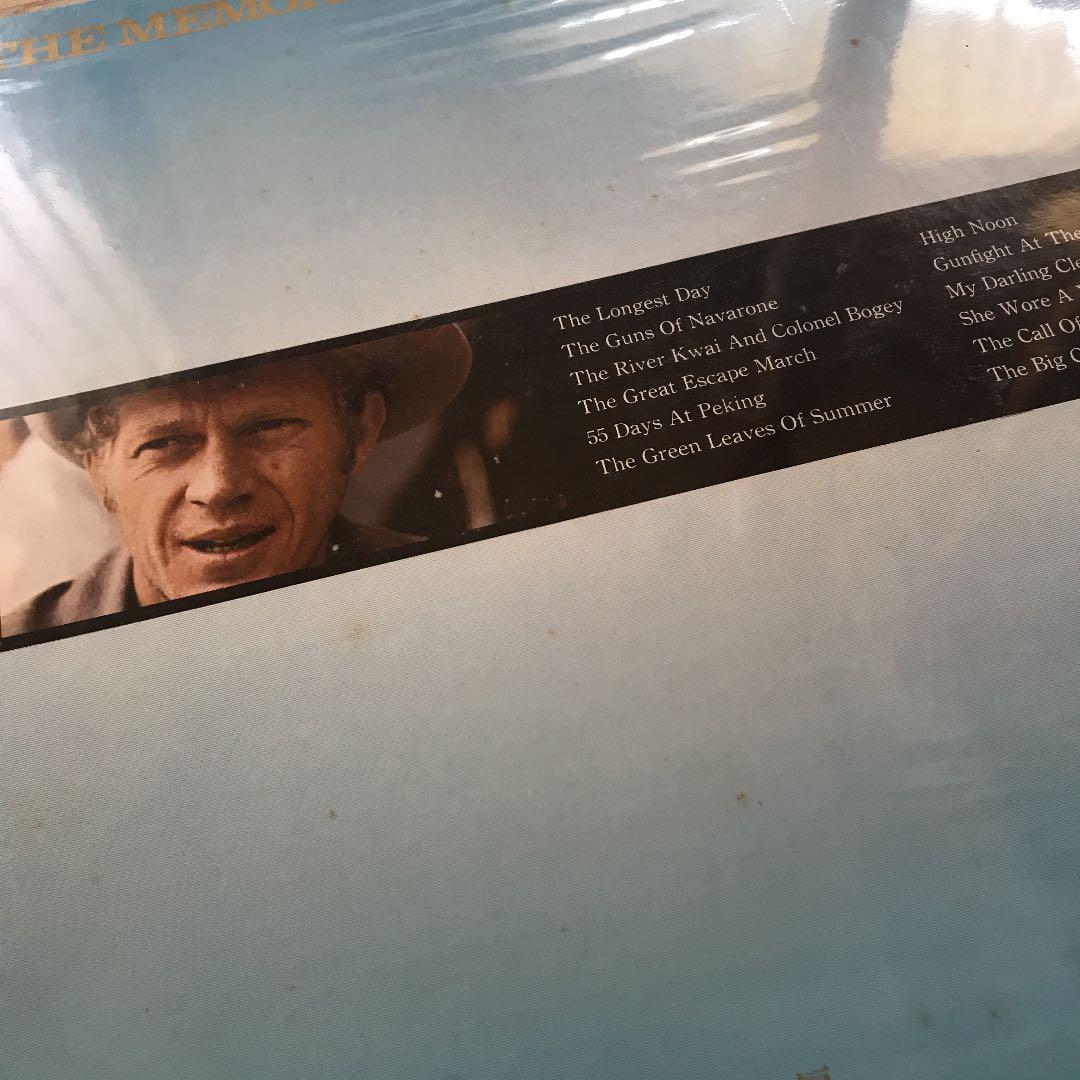 THE
The Longest Day
The Guns Of Navarone
The River Kwai And Colonel Bogey
The Great Escape March
55 Days At Peking
The Green Leaves Of Summer
High Noon
Gunfight At The
My Darling
She Wore A
The Call Of
The Big